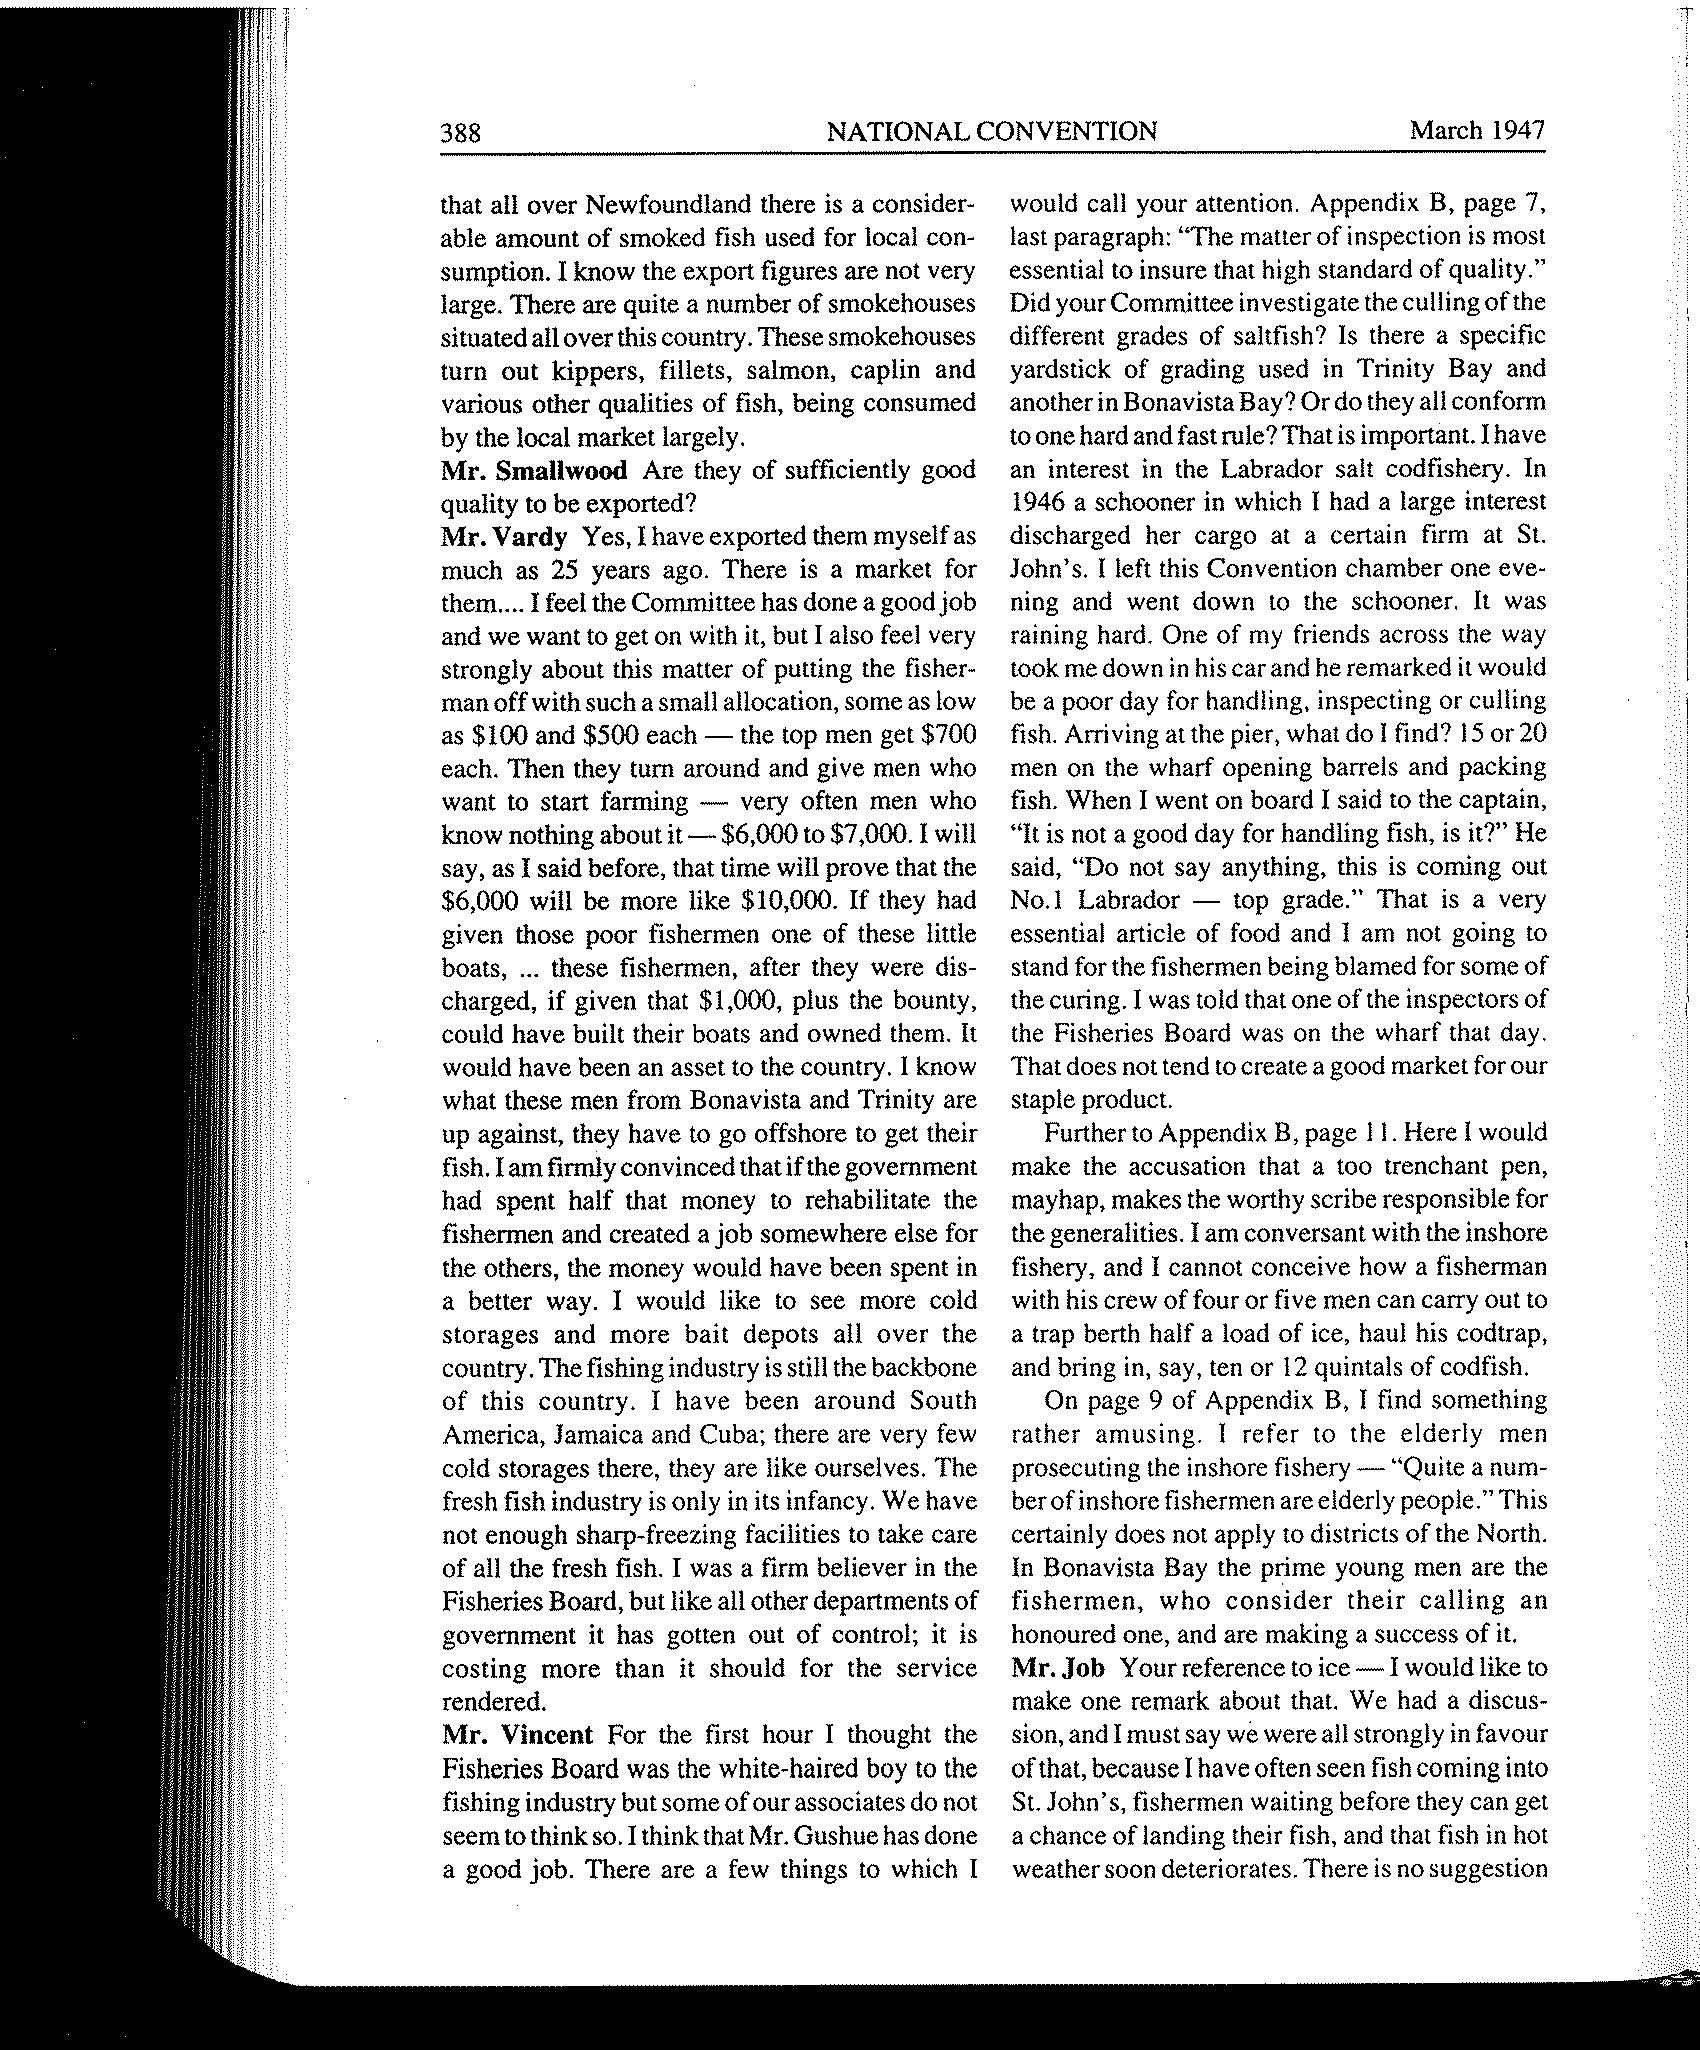 388 NATIONAL CONVENTION March 1947
that all over Newfoundland there is a consider-
able amount of smoked fish used for local con-
sumption. I know the export figures are not very
large. There are quite a number of smokehouses
situated all over this country. These smokehouses
turn out kippers, fillets, salmon, caplin and
various other qualities of fish, being consumed
by the local market largely.
Mr. Smallwood Are they of sufficiently good
quality to be exported?
Mr. Vardy Yes, I have exported them myself as
much as 25 years ago. There is a market for
them.... I feel the Committee has done a good job
and we want to get on with it, but I also feel very
strongly about this matter of putting the fisher-
man off with such a small allocation, some as low
as $100 and $500 each — the top men get $700
each. Then they turn around and give men who
want to start farming — very often men who
know nothing about it — $6,000 to $7,000. I will
say, as I said before, that time will prove that the
$6,000 will be more like $10,000. If they had
given those poor fishermen one of these little
boats, ... these fishermen, after they were dis-
charged, if given that $1,000, plus the bounty,
could have built their boats and owned them. It
would have been an asset to the country. I know
what these men from Bonavista and Trinity are
up against, they have to go offshore to get their
fish. I am firmly convinced that if the government
had spent half that money to rehabilitate the
fishermen and created a job somewhere else for
the others, the money would have been spent in
a better way. I would like to see more cold
storages and more bait depots all over the
country. The fishing industry is still the backbone
of this country. I have been around South
America, Jamaica and Cuba; there are very few
cold storages there, they are like ourselves. The
fresh fish industry is only in its infancy. We have
not enough sharp-freezing facilities to take care
of all the fresh fish. I was a firm believer in the
Fisheries Board, but like all other departments of
government it has gotten out of control; it is
costing more than it should for the service
rendered.
Mr. Vincent For the first hour I thought the
Fisheries Board was the white-haired boy to the
fishing industry but some of our associates do not
seem to think so. I think that Mr. Gushue has done
a good job. There are a few things to which I
would call your attention. Appendix B, page 7,
last paragraph: “The matter of inspection is most
essential to insure that high standard of quality.”
Did your Committee investigate the culling of the
different grades of saltfish? Is there a specific
yardstick of grading used in Trinity Bay and
another in Bonavista Bay? Or do they all conform
to one hard and fast rule? That is important. I have
an interest in the Labrador salt codfishery. In
1946 a schooner in which I had a large interest
discharged her cargo at a certain firm at St.
John's. I left this Convention chamber one eve-
ning and went down to the schooner. It was
raining hard. One of my friends across the way
took me down in his car and he remarked it would
be a poor day for handling, inspecting or culling
fish. Arriving at the pier, what do I find? 15 or 20
men on the wharf opening barrels and packing
fish. When I went on board I said to the captain,
“It is not a good day for handling fish, is it?” He
said, “Do not say anything, this is coming out
No.1 Labrador — top grade.” That is a very
essential article of food and I am not going to
stand for the fishermen being blamed for some of
the curing. I was told that one of the inspectors of
the Fisheries Board was on the wharf that day.
That does not tend to create a good market for our
staple product.
Further to Appendix B, page 11. Here I would
make the accusation that a too trenchant pen,
mayhap, makes the worthy scribe responsible for
the generalities. I am conversant with the inshore
fishery, and I cannot conceive how a fisherman
with his crew of four or five men can carry out to
a trap berth half a load of ice, haul his codtrap,
and bring in, say, ten or 12 quintals of codfish.
On page 9 of Appendix B, I find something
rather amusing. I refer to the elderly men
prosecuting the inshore fishery — “Quite a num-
ber of inshore fishermen are elderly people.” This
certainly does not apply to districts of the North.
In Bonavista Bay the prime young men are the
fishermen, who consider their calling an
honoured one, and are making a success of it.
Mr. Job Your reference to ice — I would like to
make one remark about that. We had a discus-
sion, and I must say we were all strongly in favour
of that, because I have often seen fish coming into
St. John's, fishermen waiting before they can get
a chance of landing their fish, and that fish in hot
weather soon deteriorates. There is no suggestion